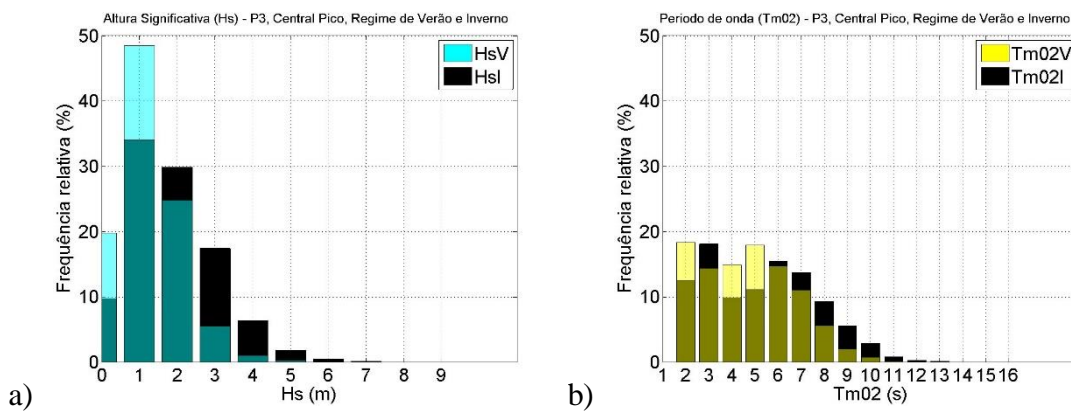 Altura Significativa (Hs) - P3, Central Pico, Regime de Verão e Inverno
50
40
30
20
10
0
Frequência relativa (%)
HsV
HsI
0 1 2 3 4 5 6 7 8 9
Hs (m)
a)
Periodo de onda (Tm02) - P3, Central Pico, Regime de Verão e Inverno
50
40
30
20
10
0
Frequência relativa (%)
Tm02V
Tm02I
1 2 3 4 5 6 7 8 9 10 11 12 13 14 15 16
Tm02 (s)
b)